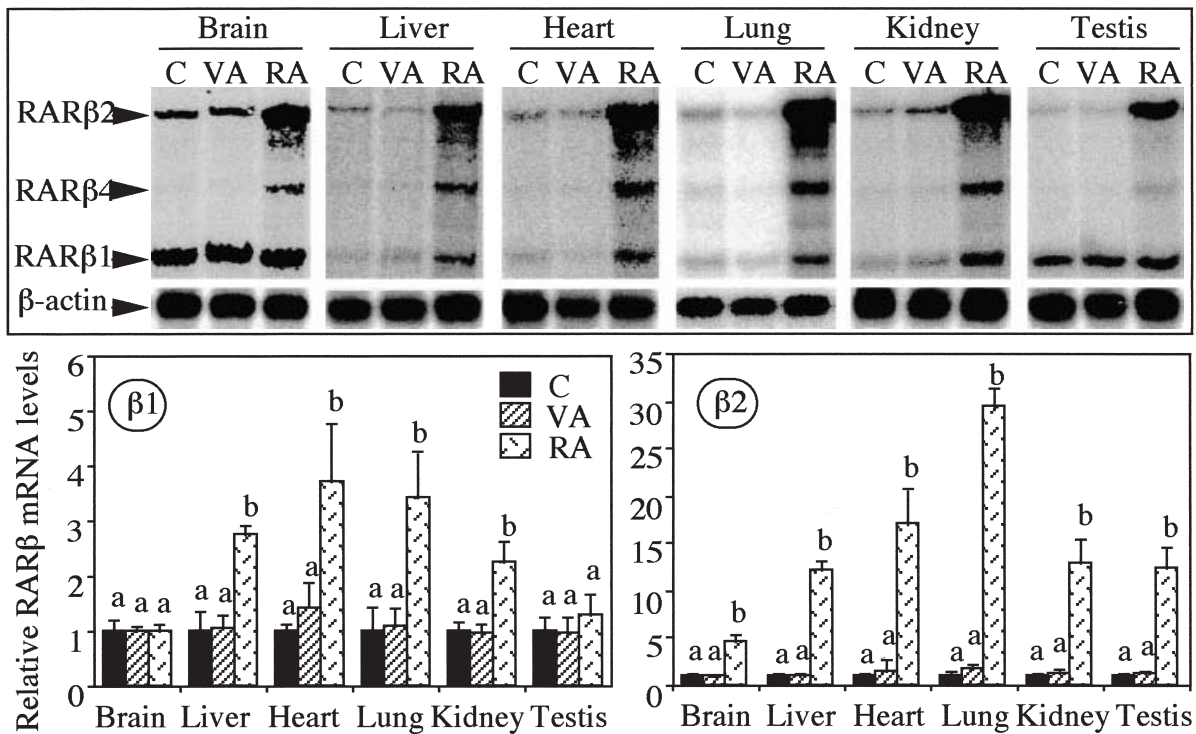 Brain Liver Heart Lung Kidney Testis
C VA RA C VA RA C VA RA C VA RA C VA RA C VA RA
RARβ2
RARβ4
RARβ1
β-actin
Relative RARβ mRNA levels
6
5
4
3
2
1
0
β1
C
VA
RA
a a a a a b a a b a a b a a b a a a
Brain Liver Heart Lung Kidney Testis
35
30
25
20
15
10
5
0
β2
a a b a a b a a b a a b a a b a a b
Brain Liver Heart Lung Kidney Testis